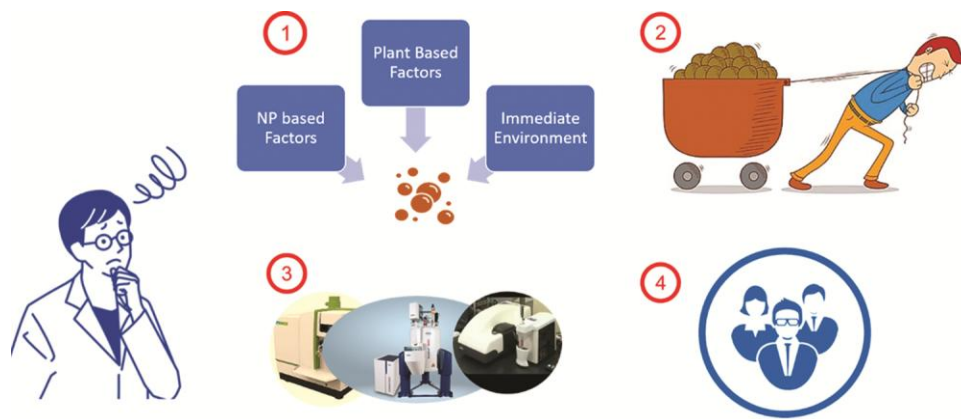 1
Plant Based
Factors
NP based
Factors
Immediate
Environment
2
3
4